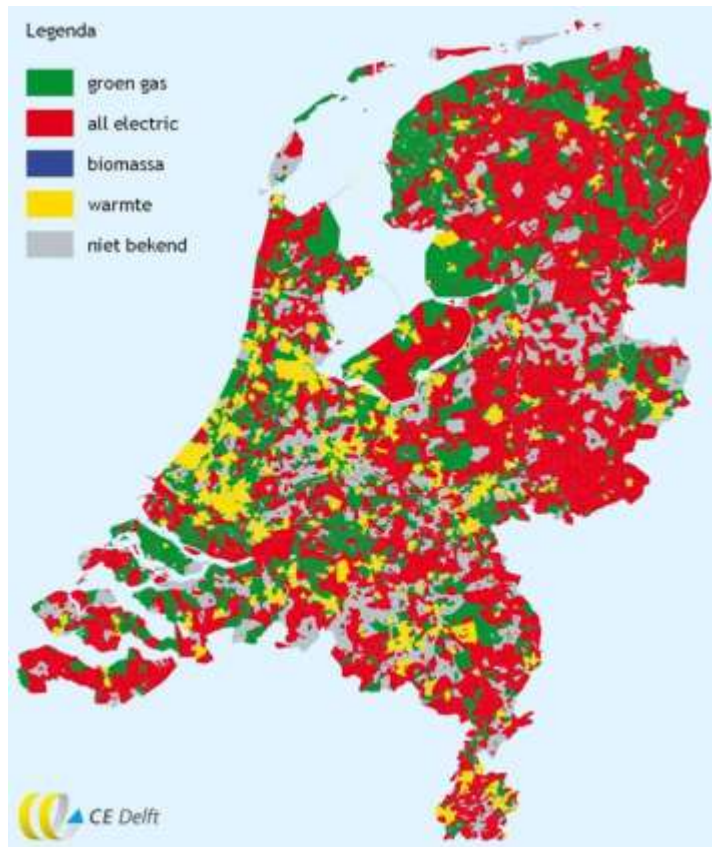 Legenda
groen gas
all electric
biomassa
warmte
niet bekend
CE Delft